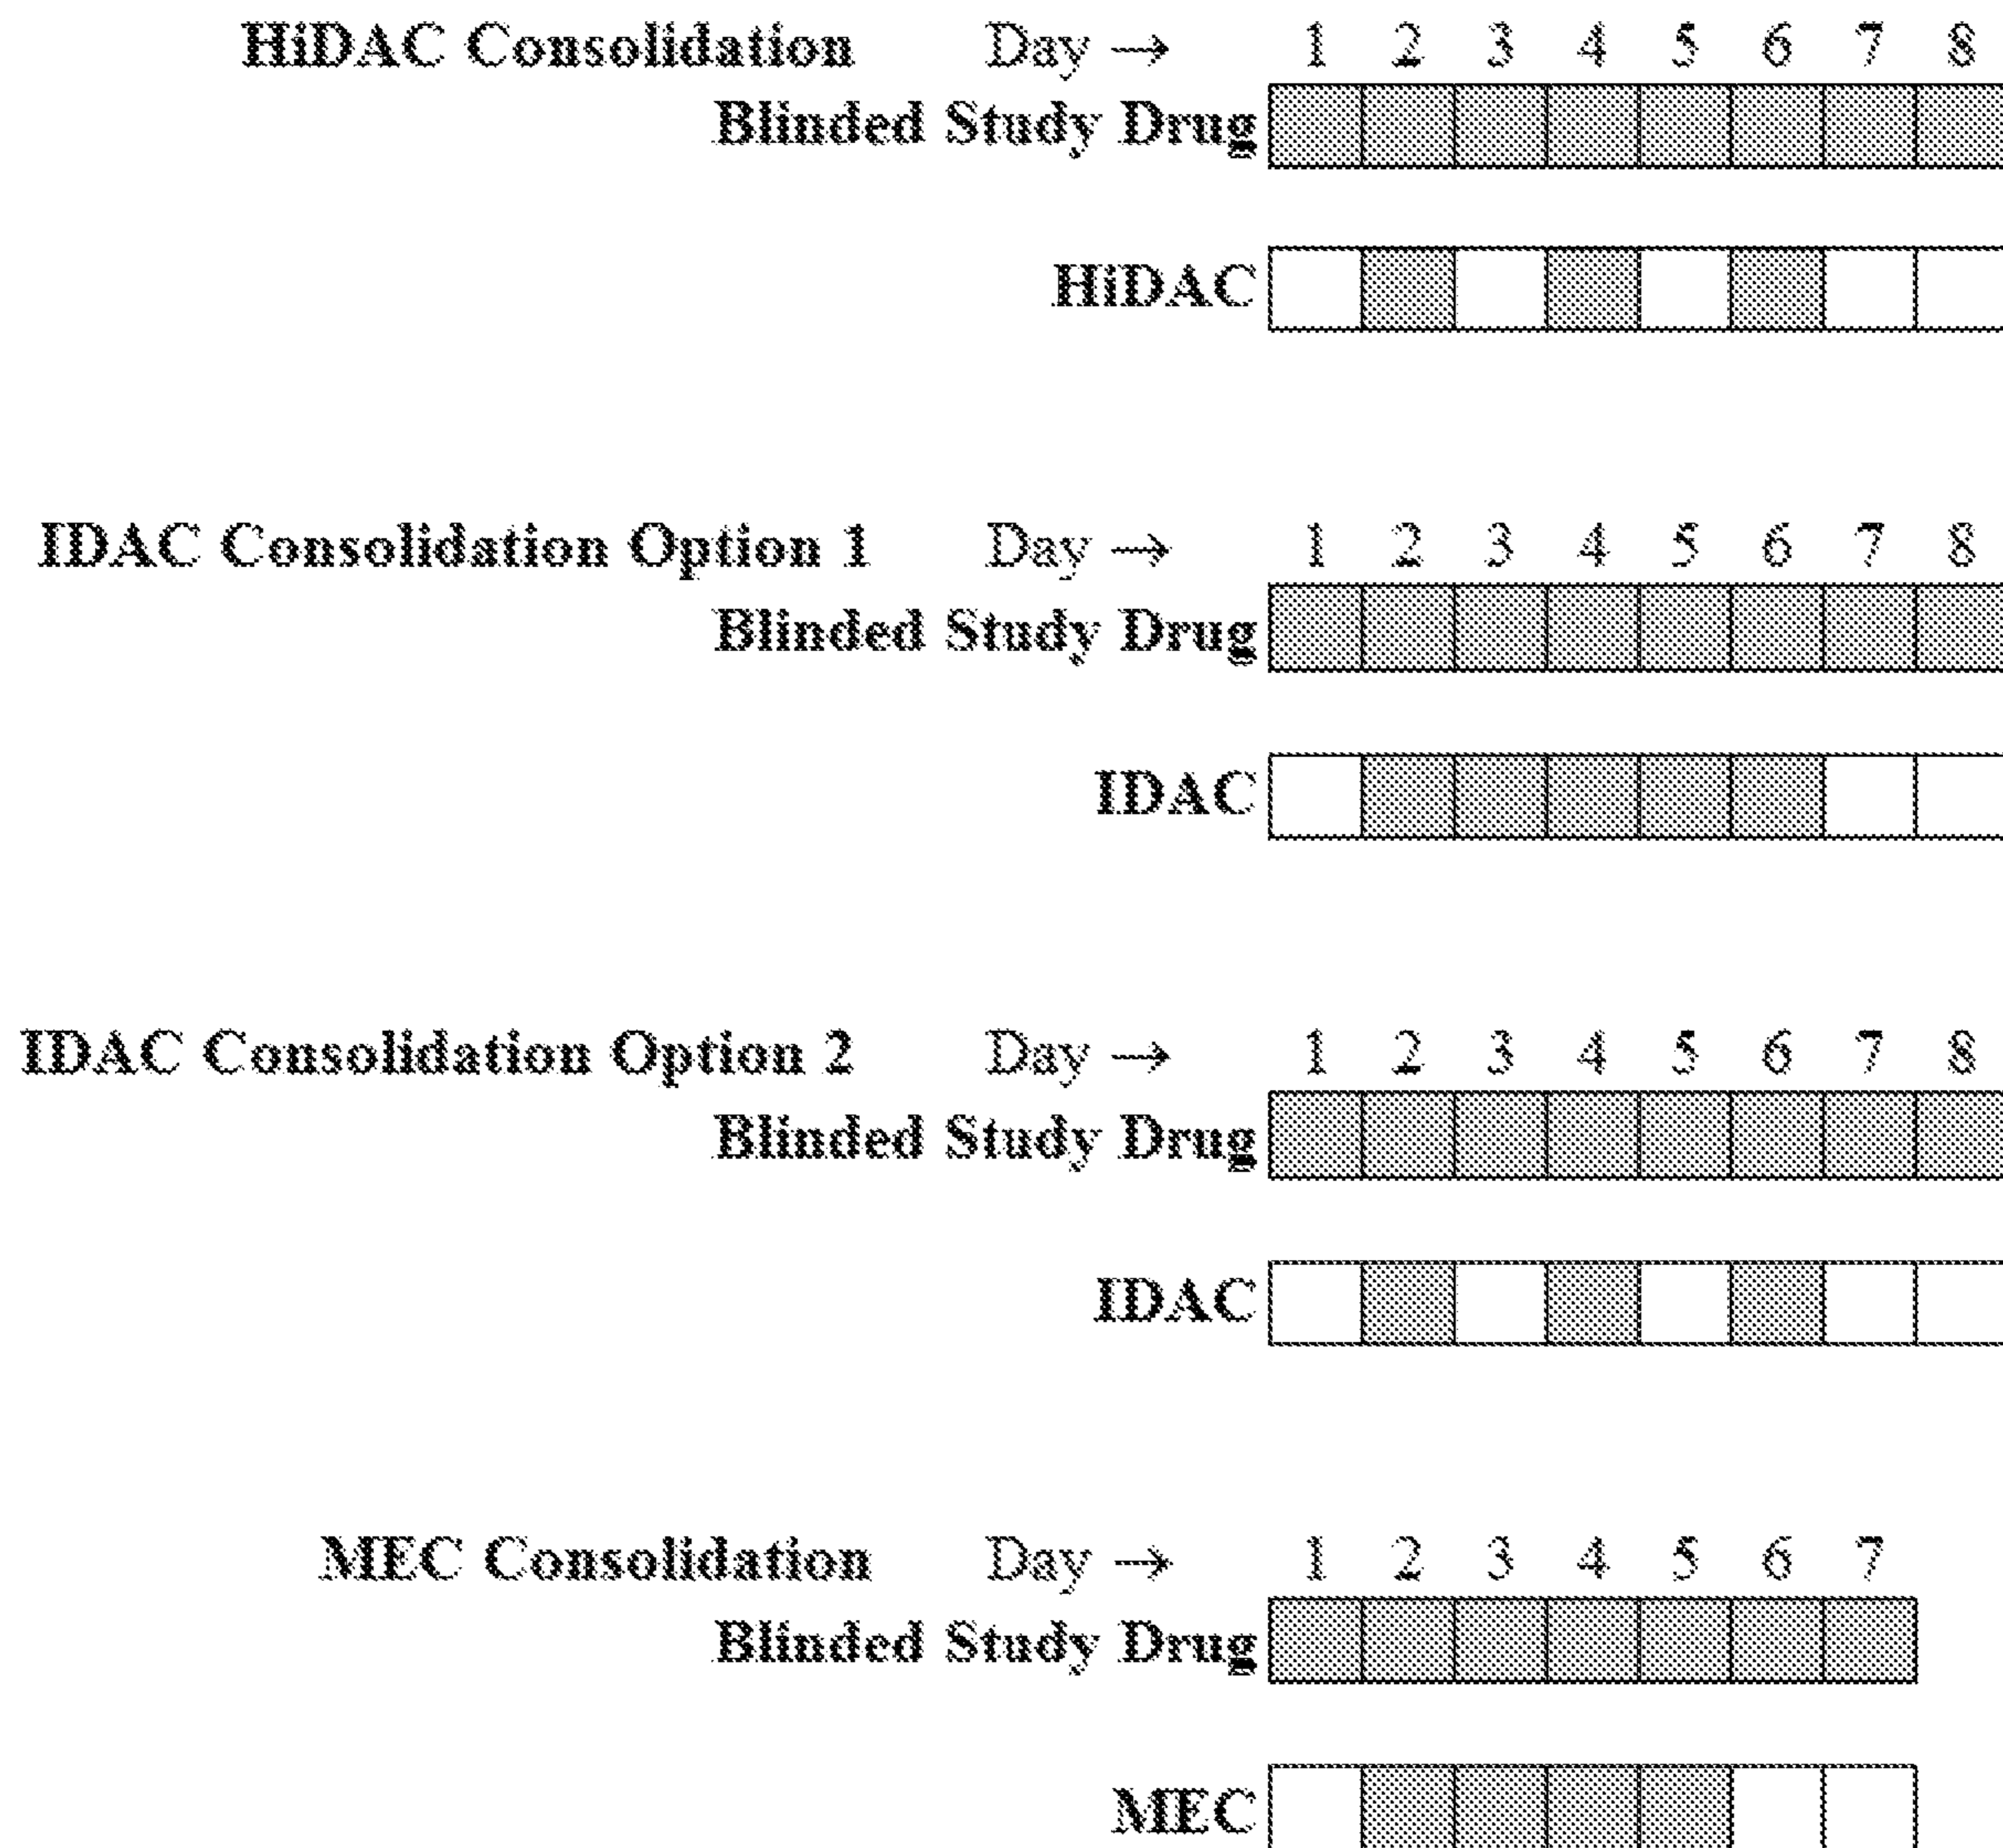 HiDAC Consolidation Day → 1 2 3 4 5 6 7 8
Blinded Study Drug
HiDAC
IDAC Consolidation Option 1 Day → 1 2 3 4 5 6 7 8
Blinded Study Drug
IDAC
IDAC Consolidation Option 2 Day → 1 2 3 4 5 6 7 8
Blinded Study Drug
IDAC
MEC Consolidation Day → 1 2 3 4 5 6 7
Blinded Study Drug
MEC